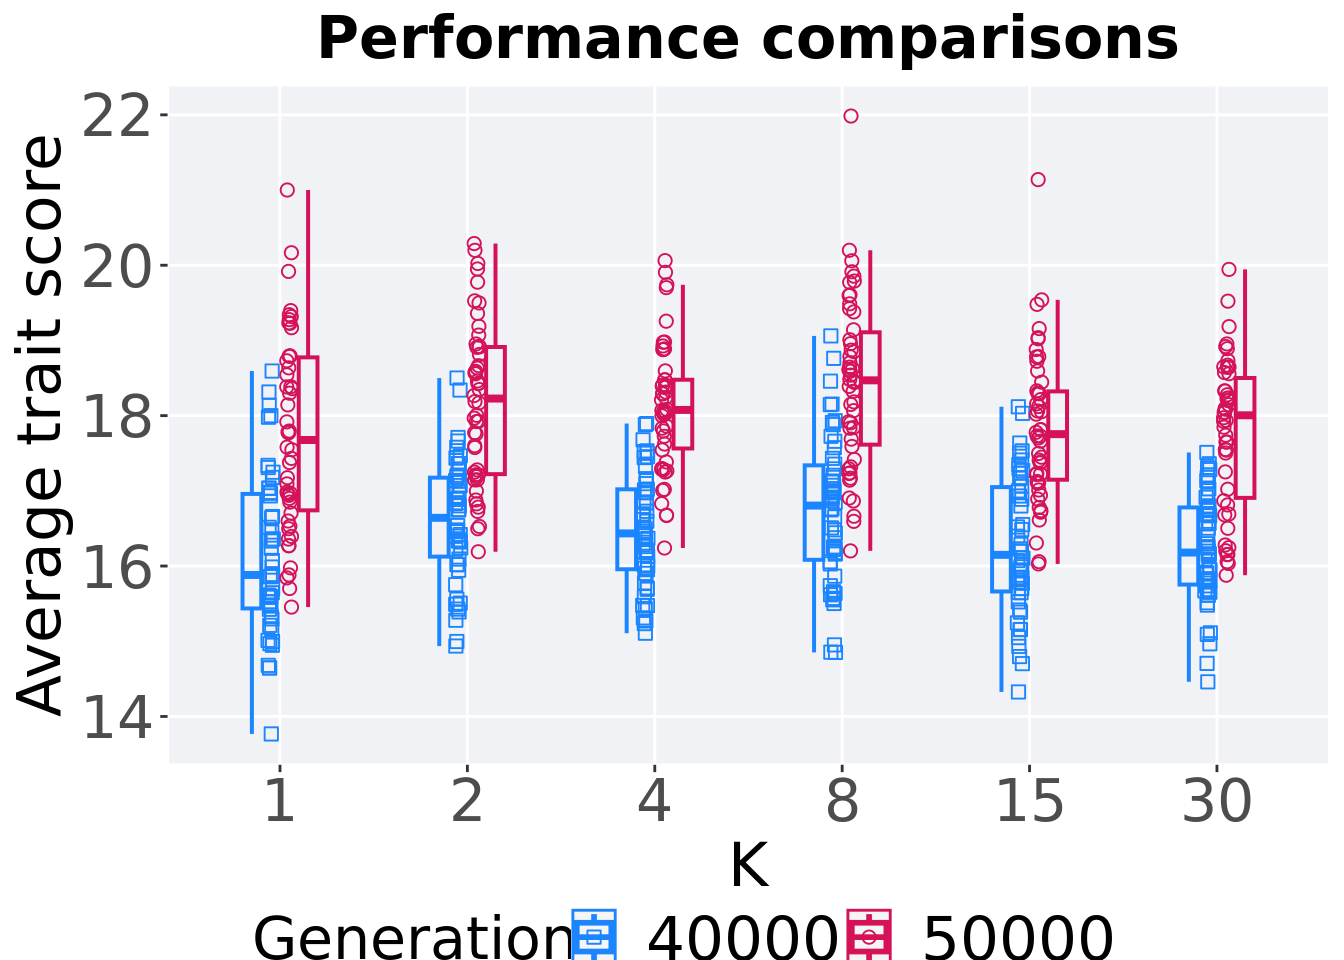 Performance comparisons
Average trait score
22
20
18
16
14
1 2 4 8 15 30
K
Generation 40000 50000